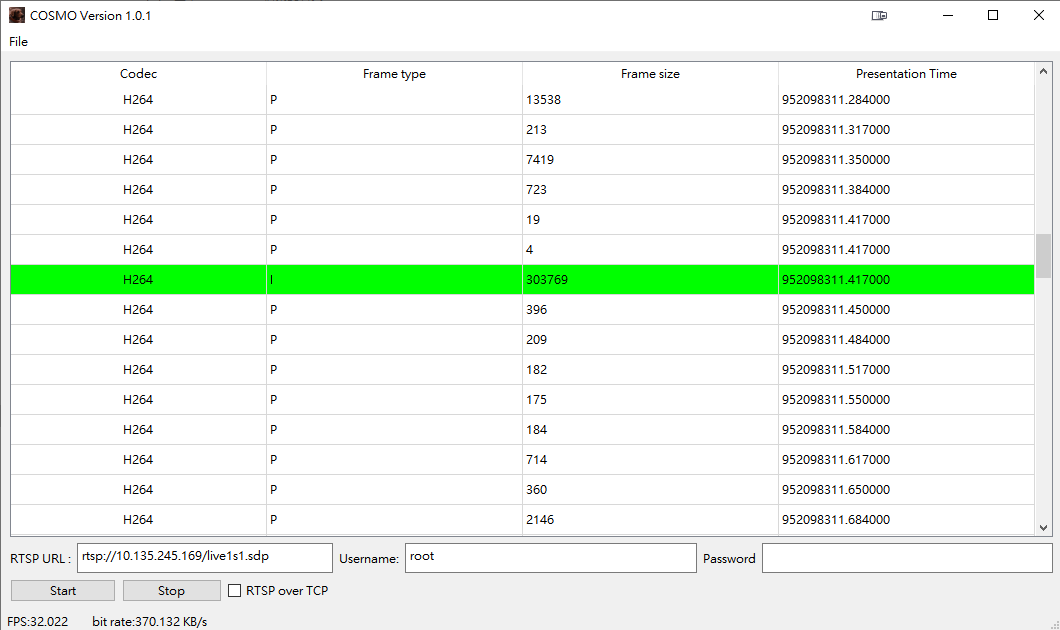 COSMO Version 1.0.1
File
Codec Frame type Frame size Presentation Time
H264 P 13538 952098311.284000
H264 P 213 952098311.317000
H264 P 7419 952098311.350000
H264 P 723 952098311.384000
H264 P 19 952098311.417000
H264 P 4 952098311.417000
H264 I 303769 952098311.417000
H264 P 396 952098311.450000
H264 P 209 952098311.484000
H264 P 182 952098311.517000
H264 P 175 952098311.550000
H264 P 184 952098311.584000
H264 P 714 952098311.617000
H264 P 360 952098311.650000
H264 P 2146 952098311.684000
RTSP URL : rtsp://10.135.245.169/live1s1.sdp Username: root Password
Start Stop RTSP over TCP
FPS:32.022 bit rate:370.132 KB/s